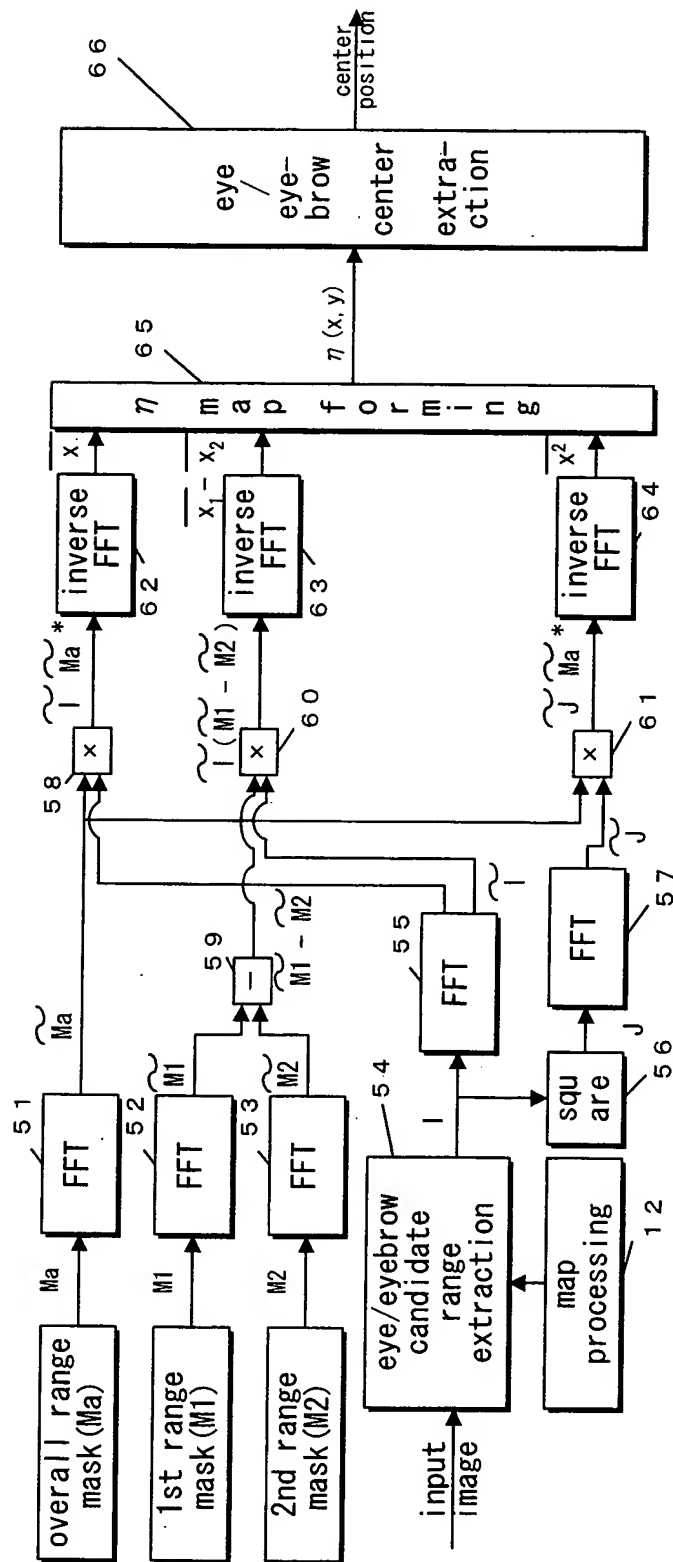 overall range
mask(Ma)
Ma
51
FFT
~
Ma
1st range
mask(M1)
M1
52
FFT
~
M1
2nd range
mask(M2)
M2
53
FFT
~
M2
59
−
~
M1 − M2
~
M2
input
image
eye/eyebrow
candidate
range
extraction
54
map
processing
12
I
55
FFT
~
I
squ
are
56
J
FFT
57
~
J
58
×
~ ~
I Ma*
~ ~ ~
I (M1 − M2)
×
60
×
61
~ ~
J Ma*
inverse
FFT
62
inverse
FFT
63
inverse
FFT
64
x
x1 − x2
x²
65
η map forming
η(x, y)
66
eye
/
eye-
brow
center
extra-
ction
center
position